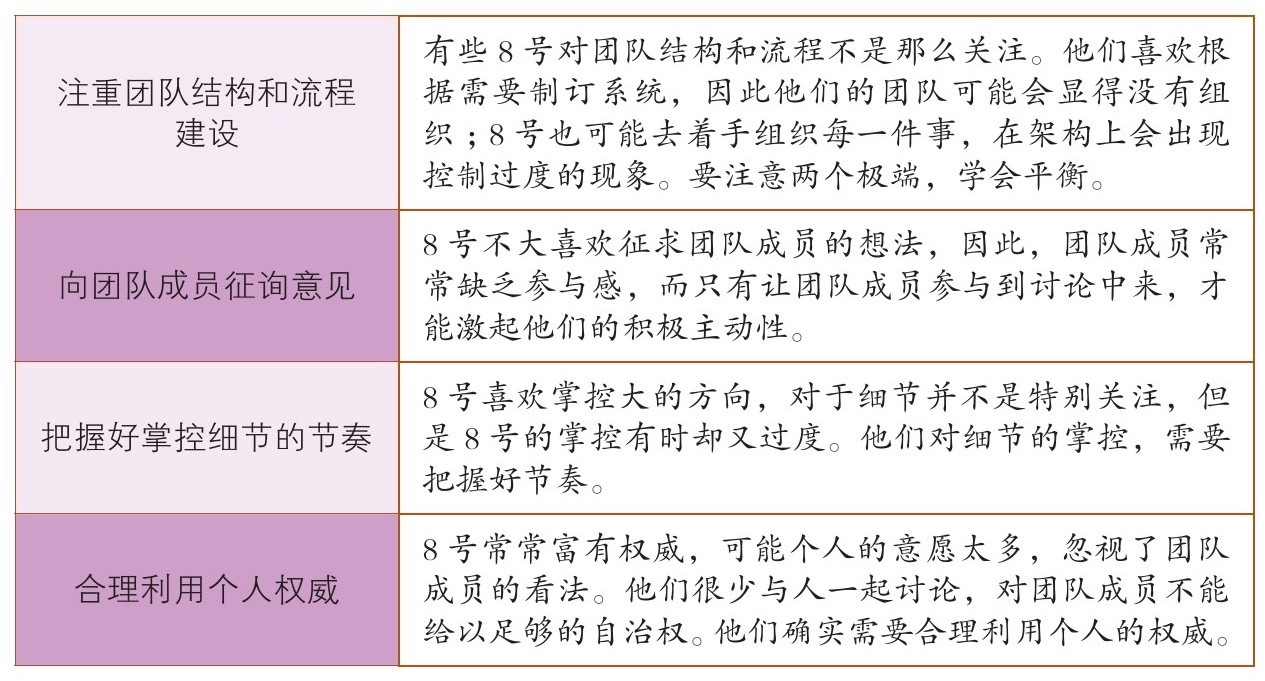 注重团队结构和流程
建设
有些 8 号对团队结构和流程不是那么关注。他们喜欢根
据需要制订系统，因此他们的团队可能会显得没有组
织；8 号也可能去着手组织每一件事，在架构上会出现
控制过度的现象。要注意两个极端，学会平衡。
向团队成员征询意见
8 号不大喜欢征求团队成员的想法，因此，团队成员常
常缺乏参与感，而只有让团队成员参与到讨论中来，才
能激起他们的积极主动性。
把握好掌控细节的节奏
8 号喜欢掌控大的方向，对于细节并不是特别关注，但
是 8 号的掌控有时却又过度。他们对细节的掌控，需要
把握好节奏。
合理利用个人权威
8 号常常富有权威，可能个人的意愿太多，忽视了团队
成员的看法。他们很少与人一起讨论，对团队成员不能
给以足够的自治权。他们确实需要合理利用个人的权威。